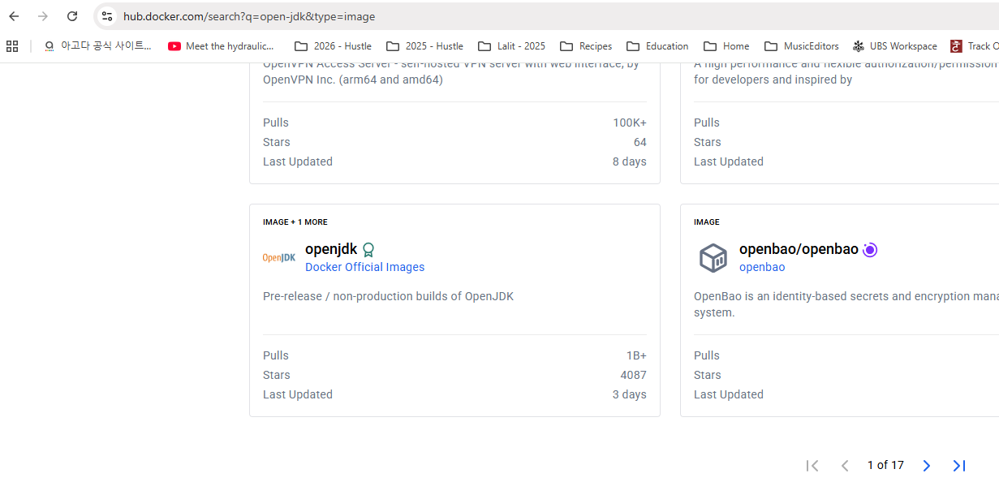 hub.docker.com/search?q=open-jdk&type=image
아고다 공식 사이트... Meet the hydraulic... 2026 - Hustle 2025 - Hustle Lalit - 2025 Recipes Education Home MusicEditors UBS Workspace Track O
OpenVPN Access Server - self-hosted VPN server with web interface, by
OpenVPN Inc. (arm64 and amd64)
Pulls 100K+
Stars 64
Last Updated 8 days
A high performance and flexible authorization/permission
for developers and inspired by
Pulls
Stars
Last Updated
IMAGE + 1 MORE
OpenJDK
openjdk
Docker Official Images
Pre-release / non-production builds of OpenJDK
Pulls 1B+
Stars 4087
Last Updated 3 days
IMAGE
openbao/openbao
openbao
OpenBao is an identity-based secrets and encryption mana
system.
Pulls
Stars
Last Updated
1 of 17